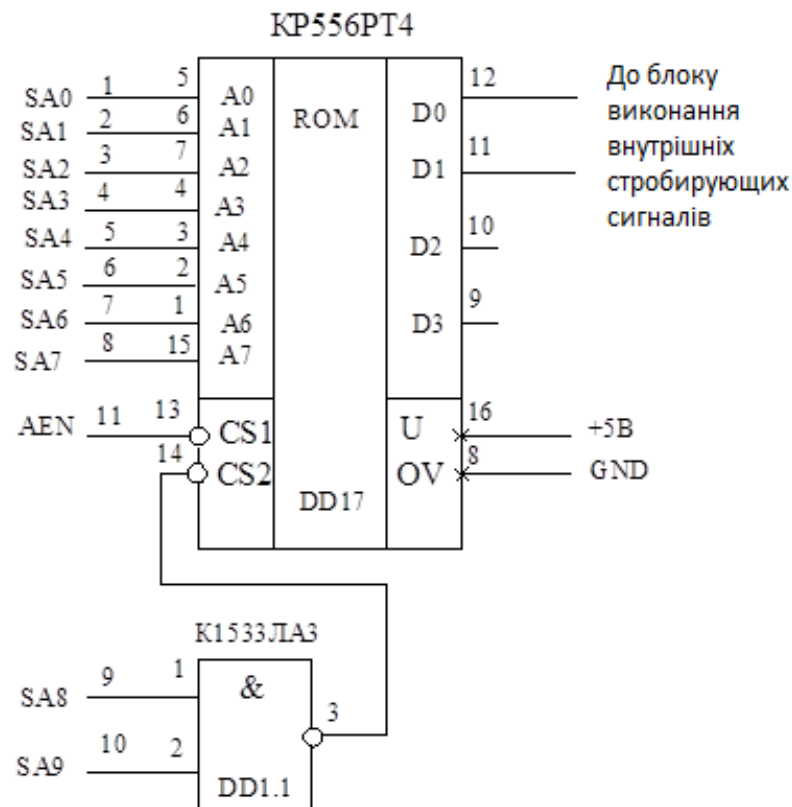 КР556РТ4
SA0 1 5 A0 ROM D0 12
SA1 2 6 A1
SA2 3 7 A2 D1 11
SA3 4 4 A3
SA4 5 3 A4 D2 10
SA5 6 2 A5
SA6 7 1 A6 D3 9
SA7 8 15 A7
До блоку
виконання
внутрішніх
стробирующих
сигналів
AEN 11 13 CS1 U 16 +5В
14 CS2 OV 8 GND
DD17
К1533ЛА3
SA8 9 1 & 3
SA9 10 2
DD1.1